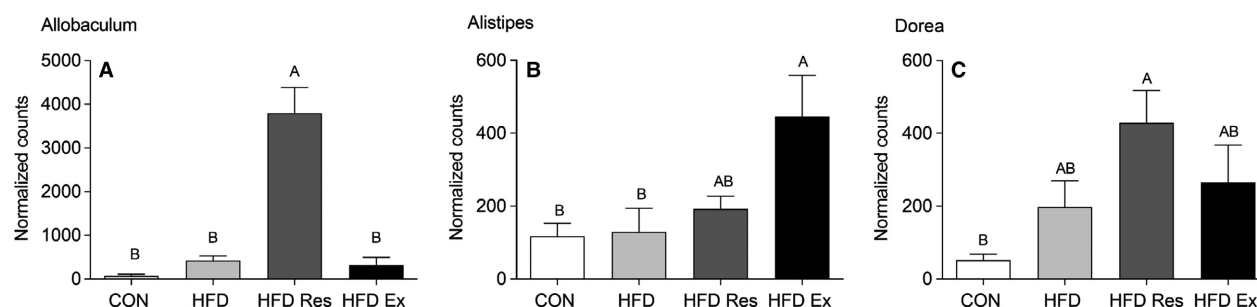 Allobaculum
A
Normalized counts
5000
4000
3000
2000
1000
0
B
B
A
B
CON HFD HFD Res HFD Ex
Alistipes
B
Normalized counts
600
400
200
0
B
B
AB
A
CON HFD HFD Res HFD Ex
Dorea
C
Normalized counts
600
400
200
0
B
AB
A
AB
CON HFD HFD Res HFD Ex